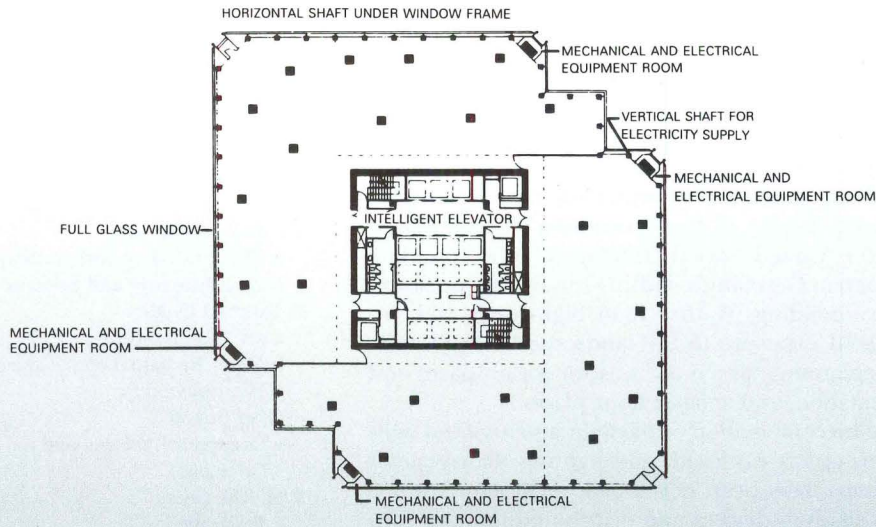 HORIZONTAL SHAFT UNDER WINDOW FRAME
MECHANICAL AND ELECTRICAL
EQUIPMENT ROOM
VERTICAL SHAFT FOR
ELECTRICITY SUPPLY
MECHANICAL AND
ELECTRICAL EQUIPMENT ROOM
INTELLIGENT ELEVATOR
FULL GLASS WINDOW
MECHANICAL AND ELECTRICAL
EQUIPMENT ROOM
MECHANICAL AND ELECTRICAL
EQUIPMENT ROOM